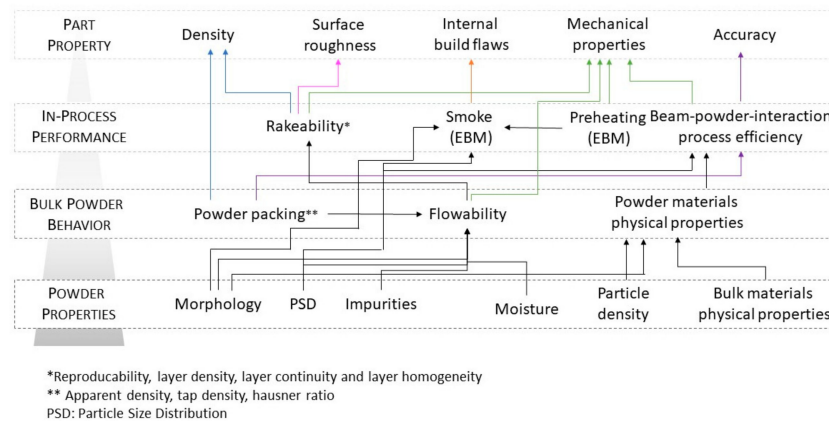 PART
PROPERTY
Density
Surface
roughness
Internal
build flaws
Mechanical
properties
Accuracy
IN-PROCESS
PERFORMANCE
Rakeability*
Smoke
(EBM)
Preheating
(EBM)
Beam-powder-interaction
process efficiency
BULK POWDER
BEHAVIOR
Powder packing**
Flowability
Powder materials
physical properties
POWDER
PROPERTIES
Morphology
PSD
Impurities
Moisture
Particle
density
Bulk materials
physical properties
*Reproducability, layer density, layer continuity and layer homogeneity
** Apparent density, tap density, hausner ratio
PSD: Particle Size Distribution